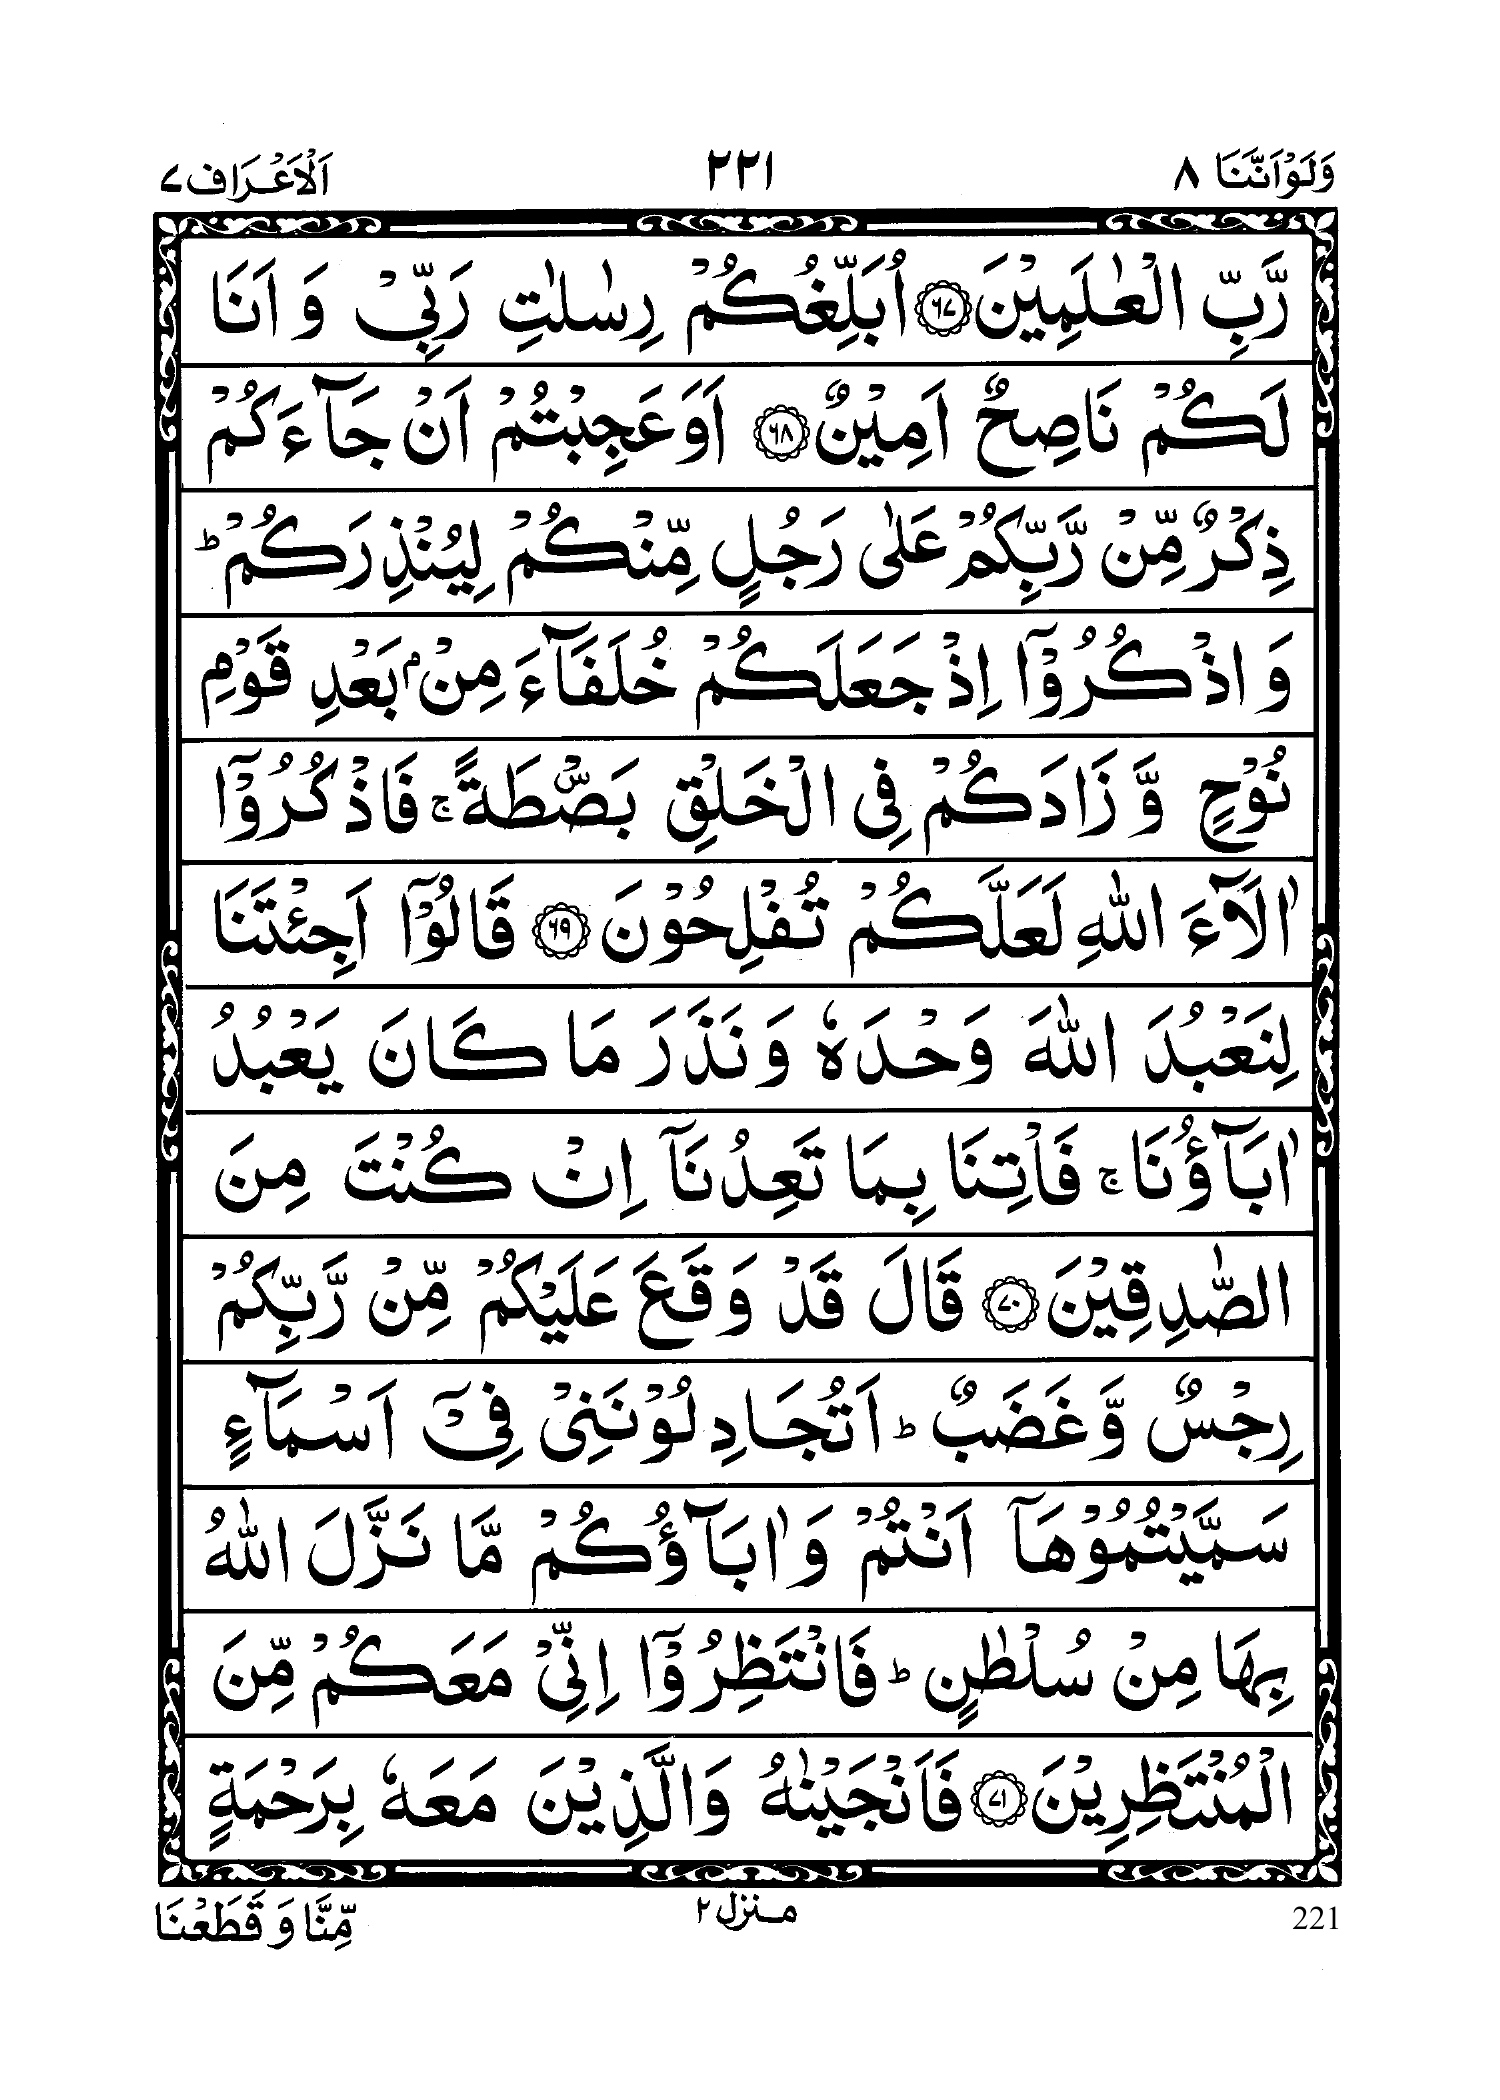 وَلَوْاَنَّنَا ٨ ٢٢١ اَلْاَعْرَاف ٧
رَّبِّ الْعٰلَمِيْنَ ﴿٦٧﴾ اُبَلِّغُكُمْ رِسٰلٰتِ رَبِّىْ وَ اَنَا
لَكُمْ نَاصِحٌ اَمِيْنٌ ﴿٦٨﴾ اَوَعَجِبْتُمْ اَنْ جَآءَكُمْ
ذِكْرٌ مِّنْ رَّبِّكُمْ عَلٰى رَجُلٍ مِّنْكُمْ لِيُنْذِرَكُمْ ؕ
وَ اذْكُرُوْۤا اِذْ جَعَلَكُمْ خُلَفَآءَ مِنْۢ بَعْدِ قَوْمِ
نُوْحٍ وَّ زَادَكُمْ فِى الْخَلْقِ بَصْۜطَةً ۚ فَاذْكُرُوْۤا
اٰلَآءَ اللّٰهِ لَعَلَّكُمْ تُفْلِحُوْنَ ﴿٦٩﴾ قَالُوْۤا اَجِئْتَنَا
لِنَعْبُدَ اللّٰهَ وَحْدَهٗ وَ نَذَرَ مَا كَانَ يَعْبُدُ
اٰبَآؤُنَا ۚ فَاْتِنَا بِمَا تَعِدُنَاۤ اِنْ كُنْتَ مِنَ
الصّٰدِقِيْنَ ﴿٧٠﴾ قَالَ قَدْ وَقَعَ عَلَيْكُمْ مِّنْ رَّبِّكُمْ
رِجْسٌ وَّغَضَبٌ ؕ اَتُجَادِلُوْنَنِىْ فِىْۤ اَسْمَآءٍ
سَمَّيْتُمُوْهَاۤ اَنْتُمْ وَاٰبَآؤُكُمْ مَّا نَزَّلَ اللّٰهُ
بِهَا مِنْ سُلْطٰنٍ ؕ فَانْتَظِرُوْۤا اِنِّىْ مَعَكُمْ مِّنَ
الْمُنْتَظِرِيْنَ ﴿٧١﴾ فَاَنْجَيْنٰهُ وَالَّذِيْنَ مَعَهٗ بِرَحْمَةٍ
221 منزل ٢ مِّنَّا وَ قَطَعْنَا